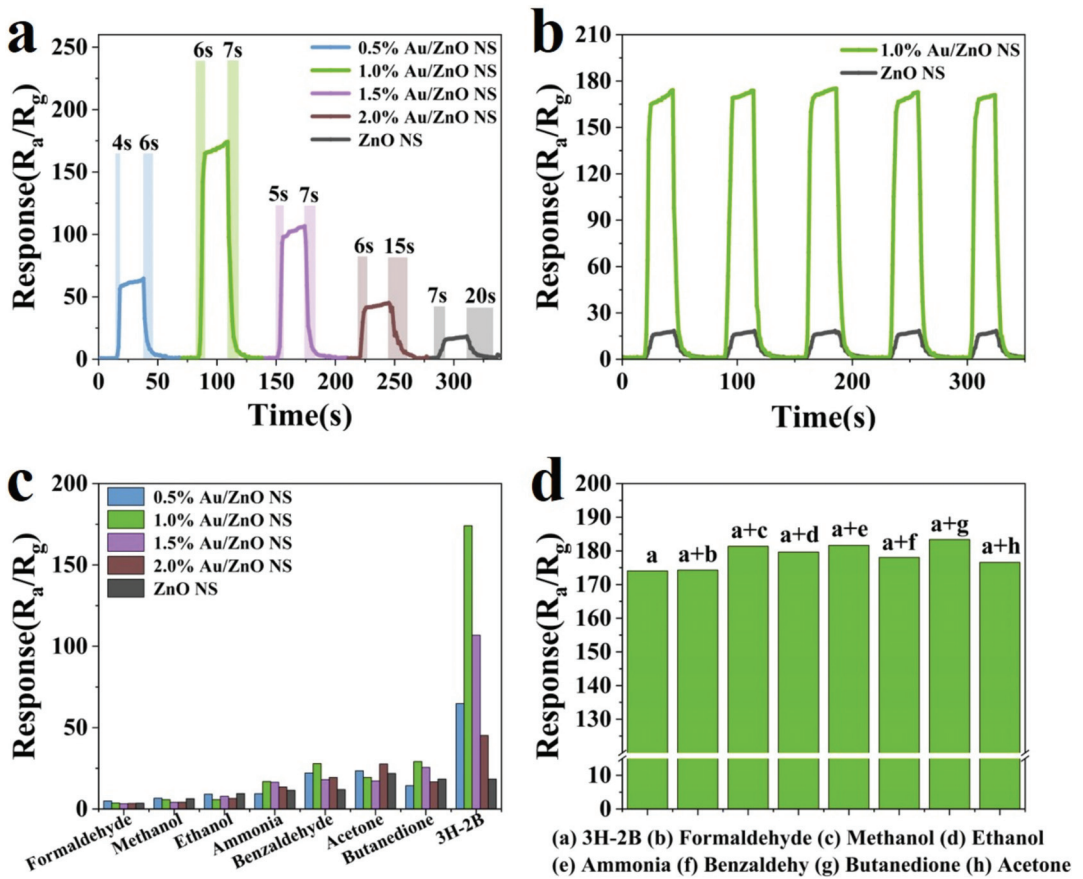 a
250
200
150
100
50
0
Response(Ra/Rg)
6s 7s
4s 6s
5s 7s
6s 15s
7s 20s
0.5% Au/ZnO NS
1.0% Au/ZnO NS
1.5% Au/ZnO NS
2.0% Au/ZnO NS
ZnO NS
0 50 100 150 200 250 300
Time(s)
b
210
180
150
120
90
60
30
0
Response(Ra/Rg)
1.0% Au/ZnO NS
ZnO NS
0 100 200 300
Time(s)
c
200
150
100
50
0
Response(Ra/Rg)
0.5% Au/ZnO NS
1.0% Au/ZnO NS
1.5% Au/ZnO NS
2.0% Au/ZnO NS
ZnO NS
Formaldehyde
Methanol
Ethanol
Ammonia
Benzaldehyde
Acetone
Butanedione
3H-2B
d
200
190
180
170
160
150
140
130
10
0
Response(Ra/Rg)
a a+b a+c a+d a+e a+f a+g a+h
(a) 3H-2B (b) Formaldehyde (c) Methanol (d) Ethanol
(e) Ammonia (f) Benzaldehy (g) Butanedione (h) Acetone